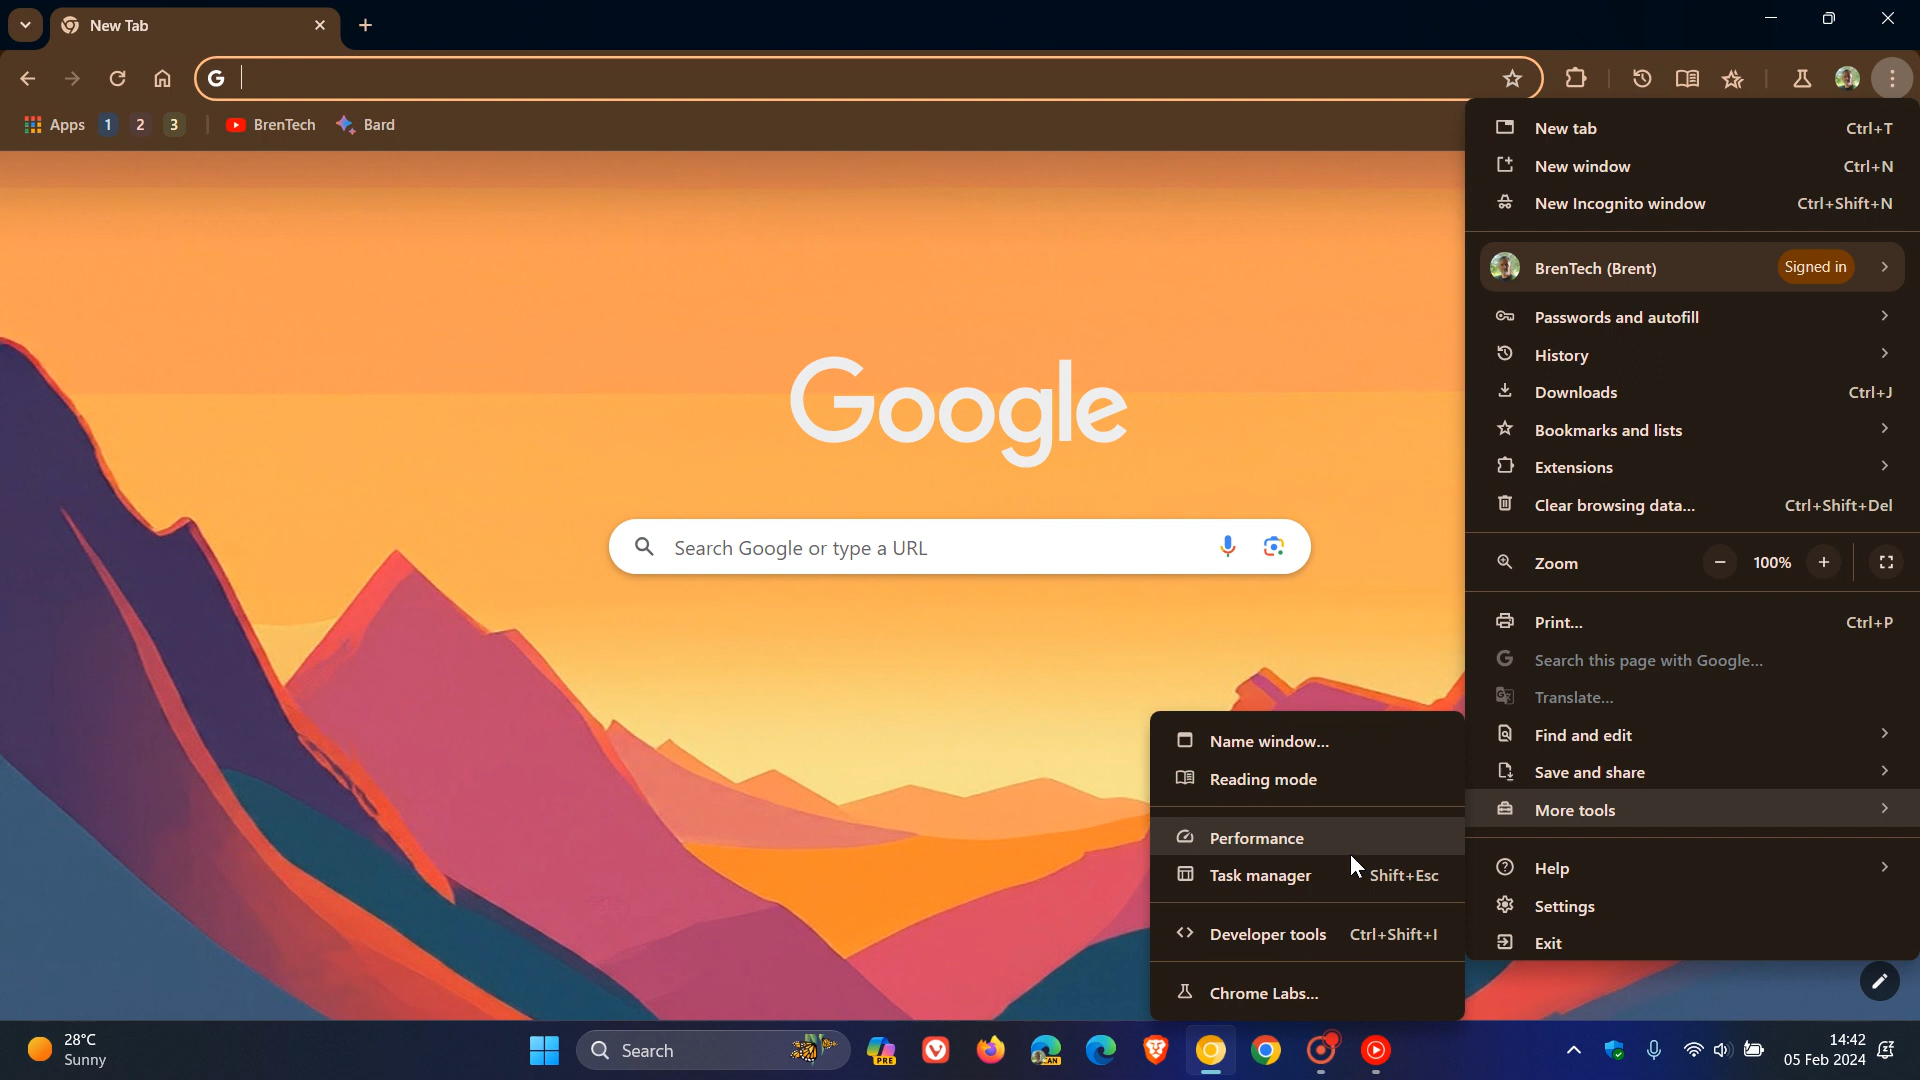 New Tab
Apps 1 2 3 BrenTech Bard
Google
Search Google or type a URL
New tab Ctrl+T
New window Ctrl+N
New Incognito window Ctrl+Shift+N
BrenTech (Brent) Signed in
Passwords and autofill
History
Downloads Ctrl+J
Bookmarks and lists
Extensions
Clear browsing data... Ctrl+Shift+Del
Zoom 100%
Print... Ctrl+P
Search this page with Google...
Translate...
Find and edit
Save and share
More tools
Help
Settings
Exit
Name window...
Reading mode
Performance
Task manager Shift+Esc
Developer tools Ctrl+Shift+I
Chrome Labs...
28°C
Sunny
Search
PRE
CAN
14:42
05 Feb 2024